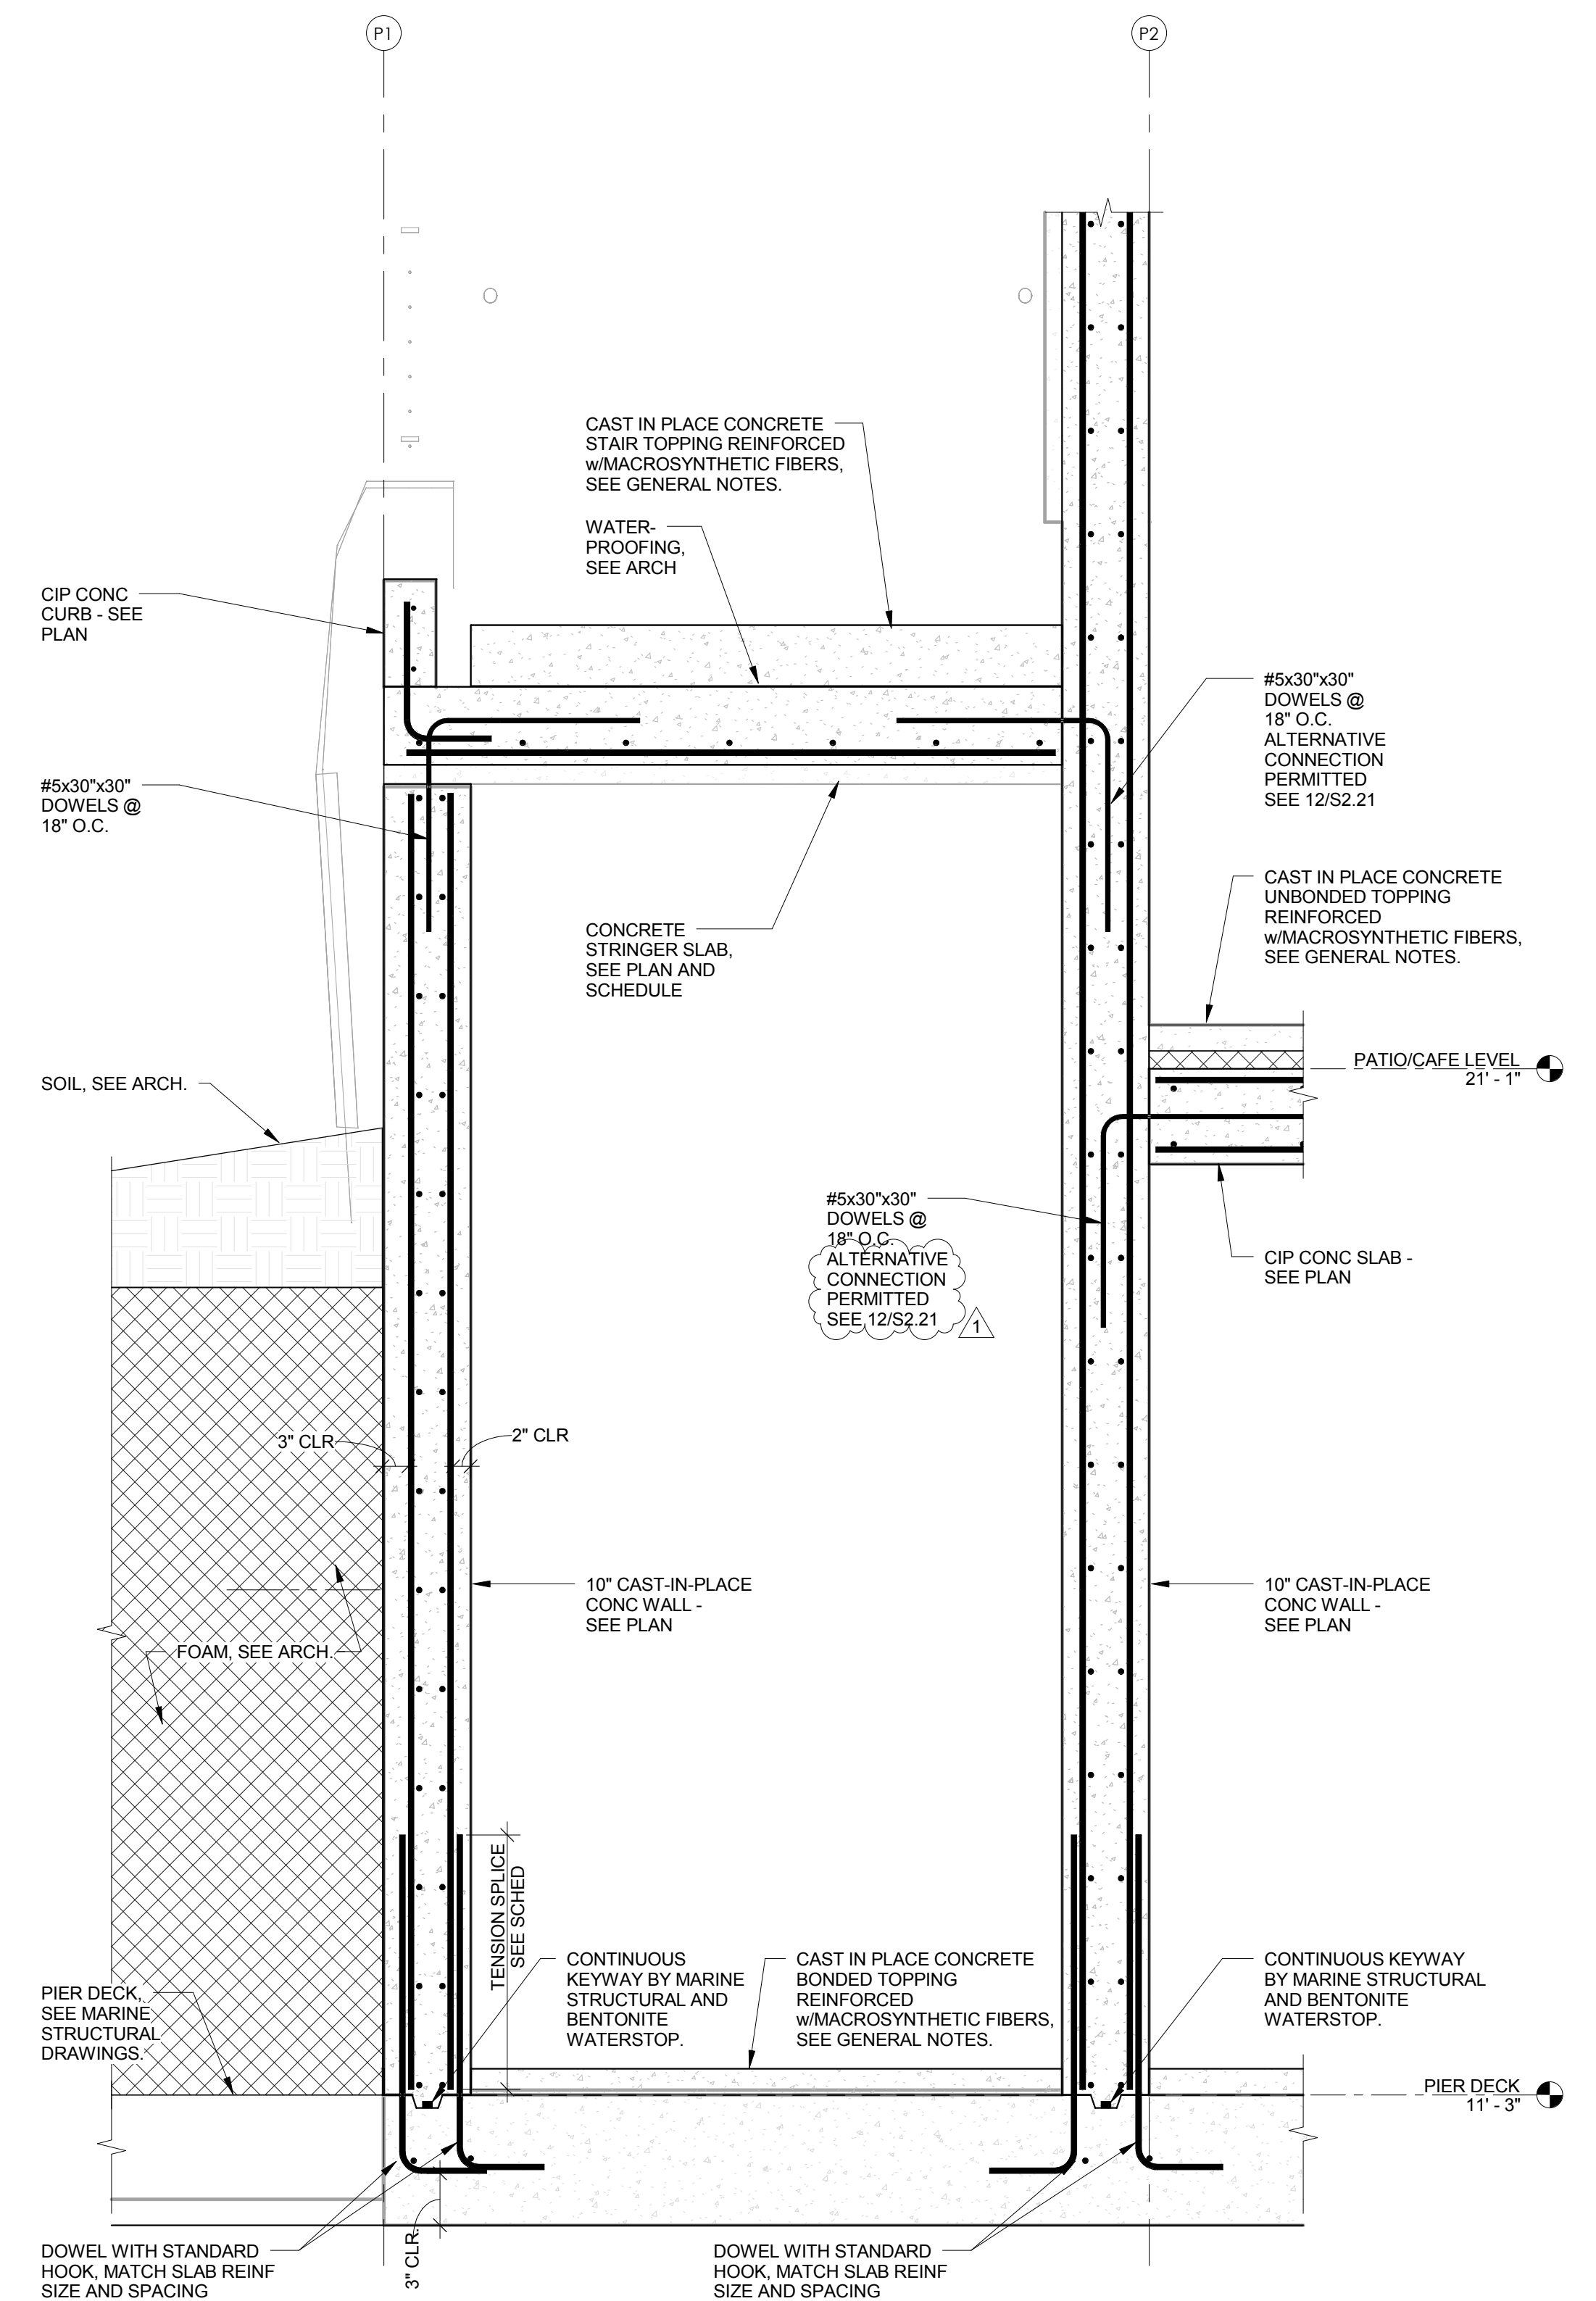 P1
P2
CAST IN PLACE CONCRETE
STAIR TOPPING REINFORCED
w/MACROSYNTHETIC FIBERS,
SEE GENERAL NOTES.
WATER-
PROOFING,
SEE ARCH
CIP CONC
CURB - SEE
PLAN
#5x30"x30"
DOWELS @
18" O.C.
ALTERNATIVE
CONNECTION
PERMITTED
SEE 12/S2.21
#5x30"x30"
DOWELS @
18" O.C.
CAST IN PLACE CONCRETE
UNBONDED TOPPING
REINFORCED
w/MACROSYNTHETIC FIBERS,
SEE GENERAL NOTES.
CONCRETE
STRINGER SLAB,
SEE PLAN AND
SCHEDULE
PATIO/CAFE LEVEL
21' - 1"
SOIL, SEE ARCH.
#5x30"x30"
DOWELS @
18" O.C.
ALTERNATIVE
CONNECTION
PERMITTED
SEE 12/S2.21
1
CIP CONC SLAB -
SEE PLAN
3" CLR
2" CLR
10" CAST-IN-PLACE
CONC WALL -
SEE PLAN
10" CAST-IN-PLACE
CONC WALL -
SEE PLAN
FOAM, SEE ARCH.
TENSION SPLICE
SEE SCHED
PIER DECK,
SEE MARINE
STRUCTURAL
DRAWINGS.
CONTINUOUS
KEYWAY BY MARINE
STRUCTURAL AND
BENTONITE
WATERSTOP.
CAST IN PLACE CONCRETE
BONDED TOPPING
REINFORCED
w/MACROSYNTHETIC FIBERS,
SEE GENERAL NOTES.
CONTINUOUS KEYWAY
BY MARINE STRUCTURAL
AND BENTONITE
WATERSTOP.
PIER DECK
11' - 3"
3" CLR.
DOWEL WITH STANDARD
HOOK, MATCH SLAB REINF
SIZE AND SPACING
DOWEL WITH STANDARD
HOOK, MATCH SLAB REINF
SIZE AND SPACING